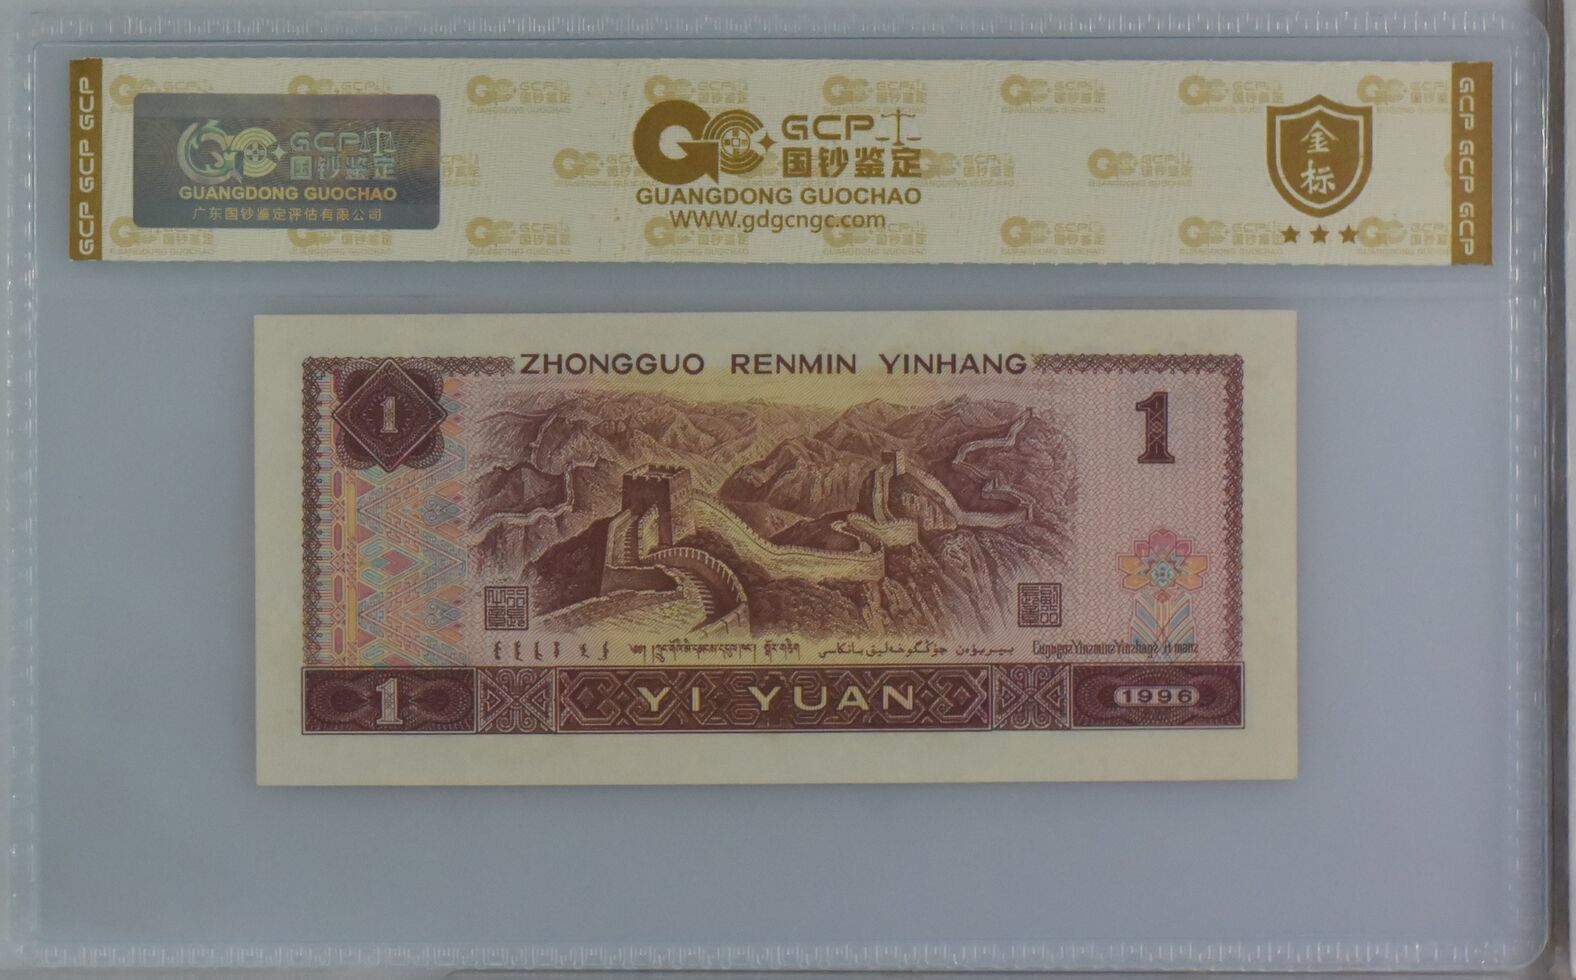 GCP GCP GCP
GCP
国钞鉴定
GUANGDONG GUOCHAO
广东国钞鉴定评估有限公司
GCP
国钞鉴定
GUANGDONG GUOCHAO
WWW.gdgcngc.com
金标
GCP GCP GCP
ZHONGGUO RENMIN YINHANG
1
1
1
YI YUAN
1996